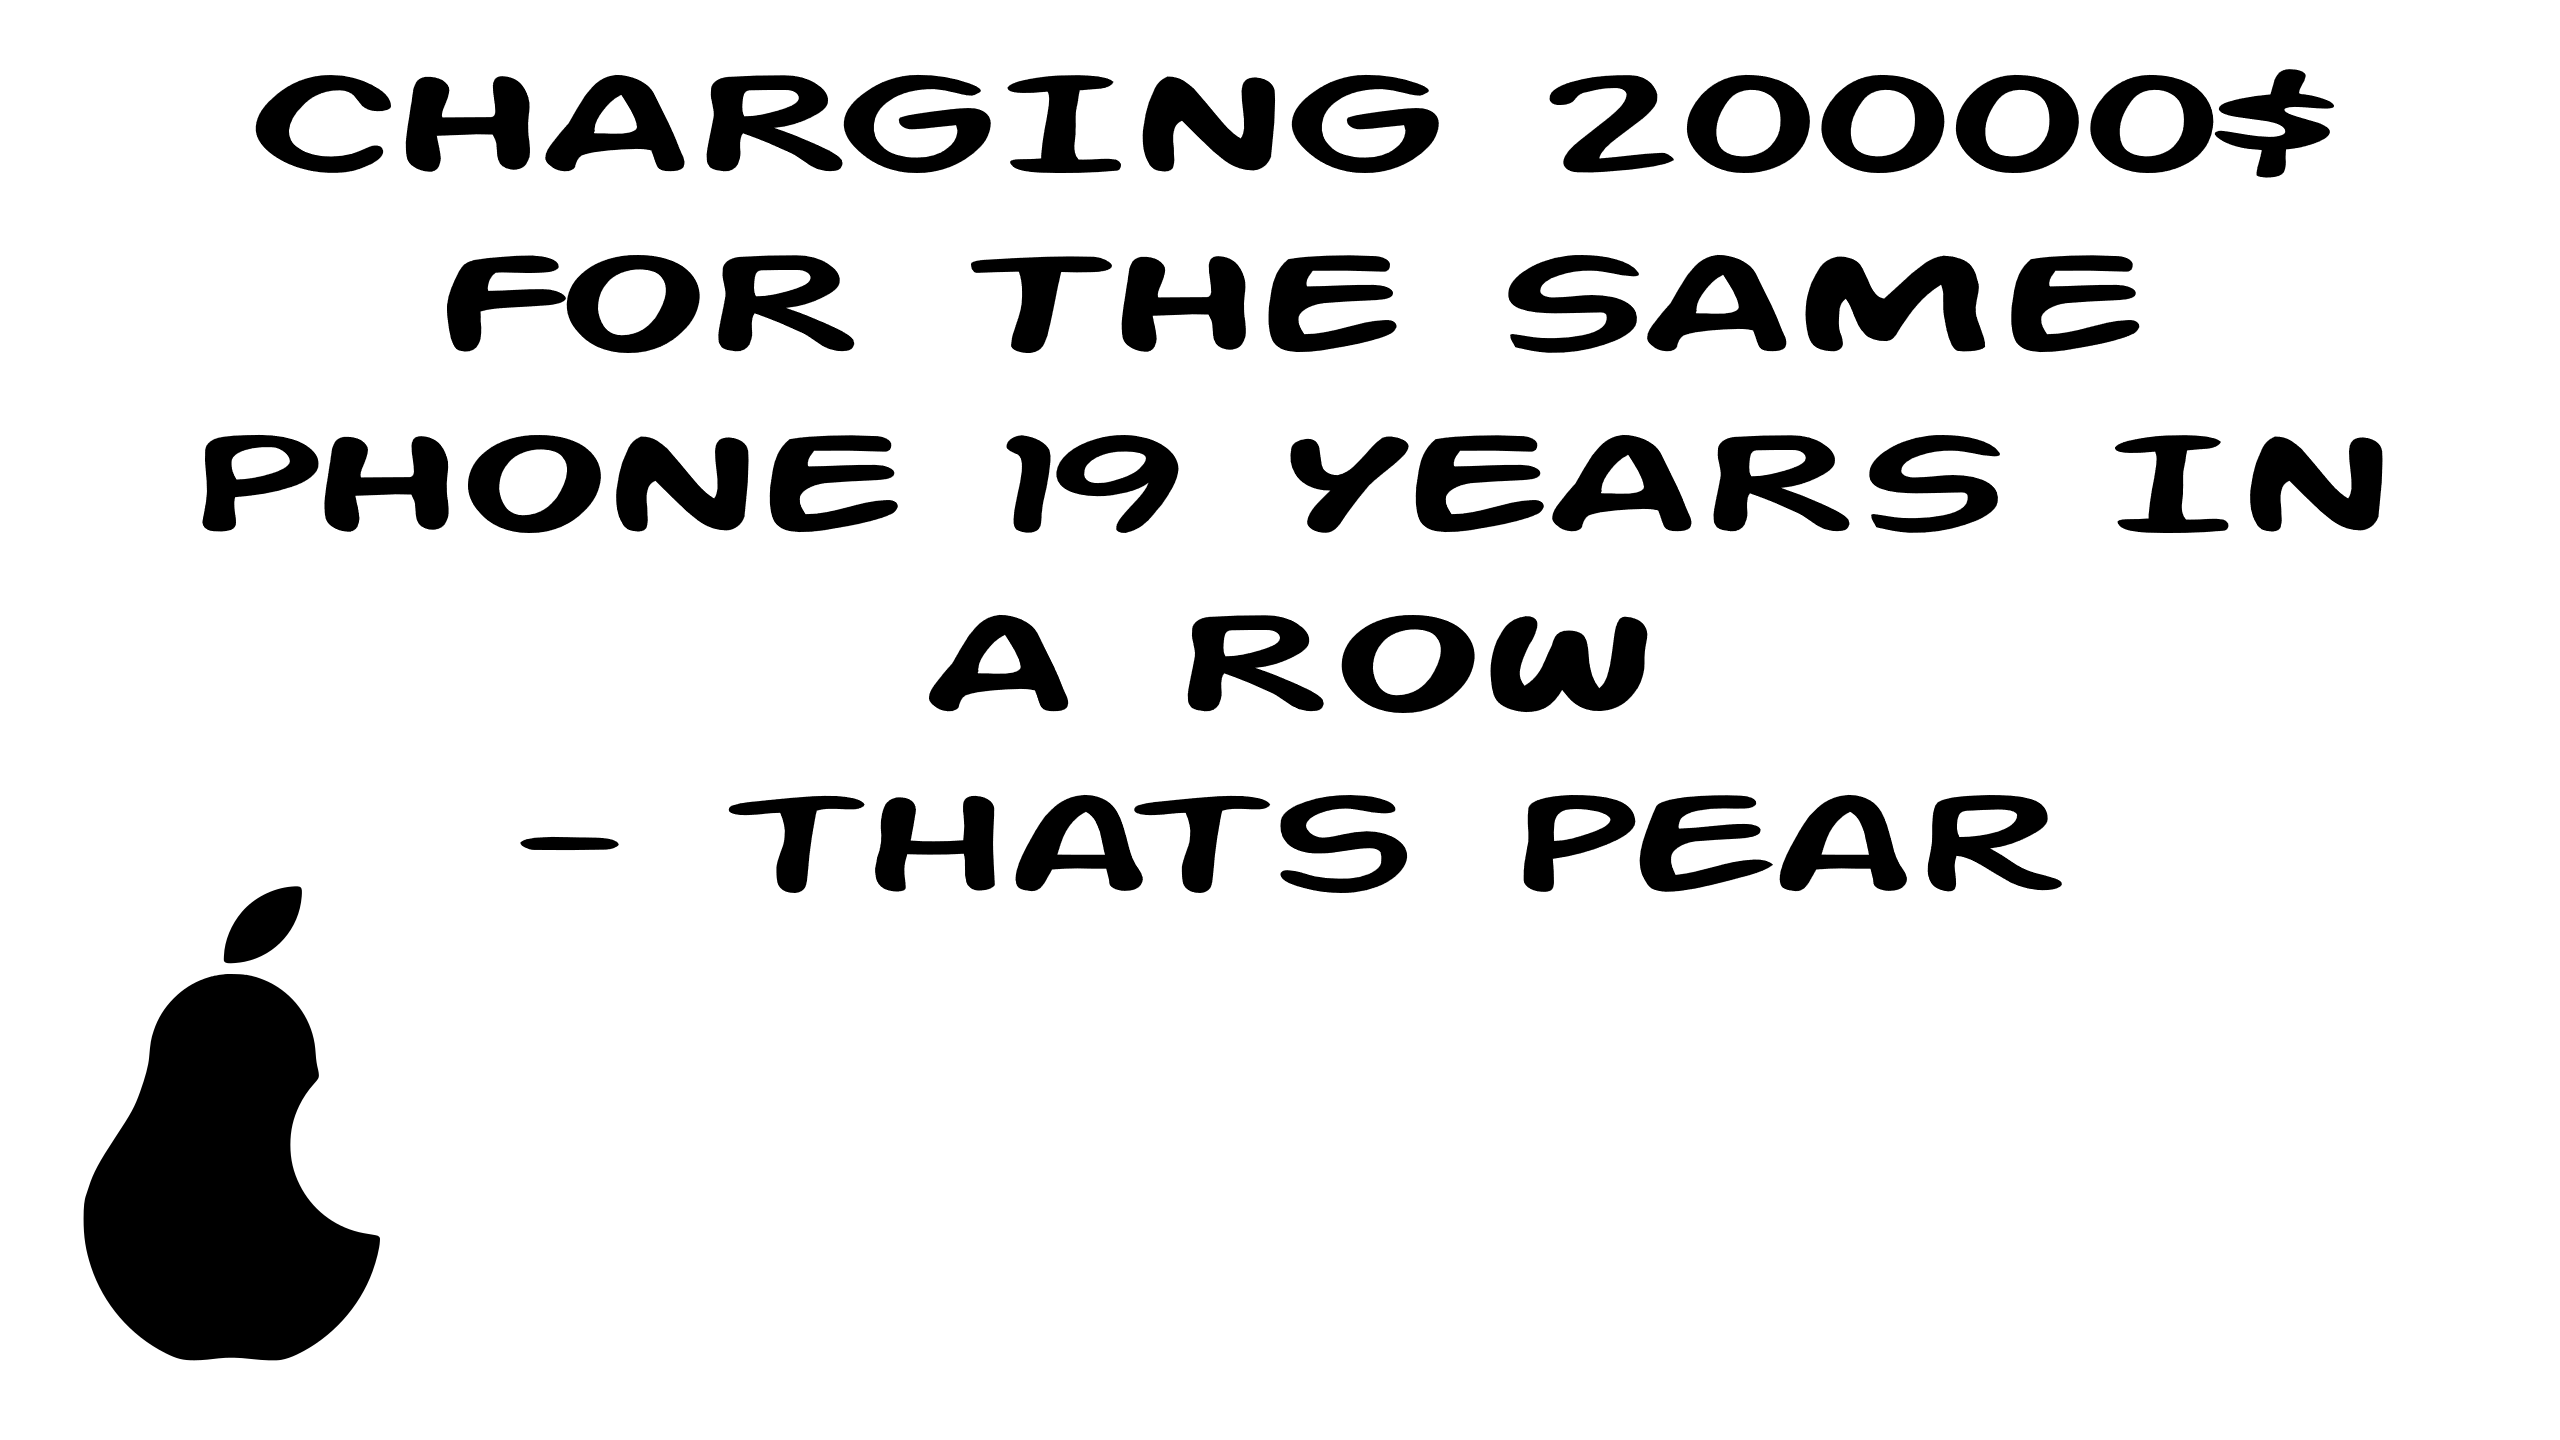 CHARGING 20000$
FOR THE SAME
PHONE 19 YEARS IN
A ROW
- THATS PEAR